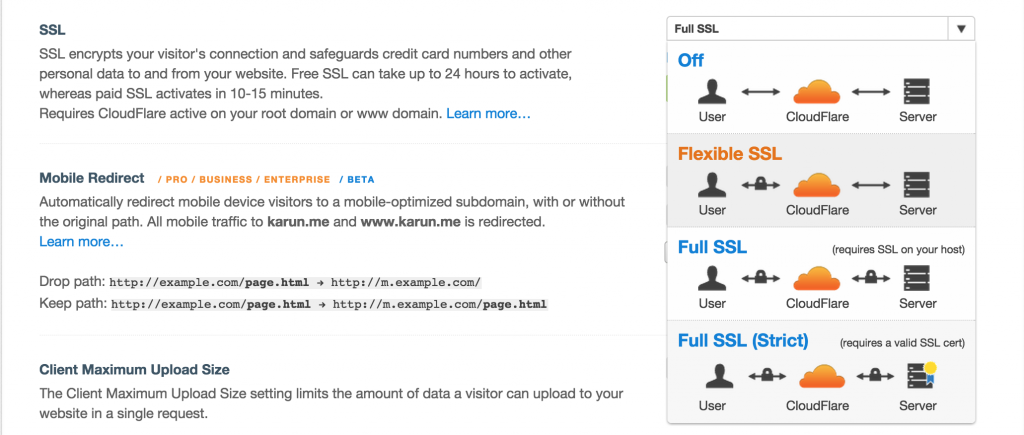 SSL
SSL encrypts your visitor's connection and safeguards credit card numbers and other
personal data to and from your website. Free SSL can take up to 24 hours to activate,
whereas paid SSL activates in 10-15 minutes.
Requires CloudFlare active on your root domain or www domain. Learn more…
Mobile Redirect / PRO / BUSINESS / ENTERPRISE / BETA
Automatically redirect mobile device visitors to a mobile-optimized subdomain, with or without
the original path. All mobile traffic to karun.me and www.karun.me is redirected.
Learn more…
Drop path: http://example.com/page.html → http://m.example.com/
Keep path: http://example.com/page.html → http://m.example.com/page.html
Client Maximum Upload Size
The Client Maximum Upload Size setting limits the amount of data a visitor can upload to your
website in a single request.
Full SSL
Off
User CloudFlare Server
Flexible SSL
User CloudFlare Server
Full SSL (requires SSL on your host)
User CloudFlare Server
Full SSL (Strict) (requires a valid SSL cert)
User CloudFlare Server